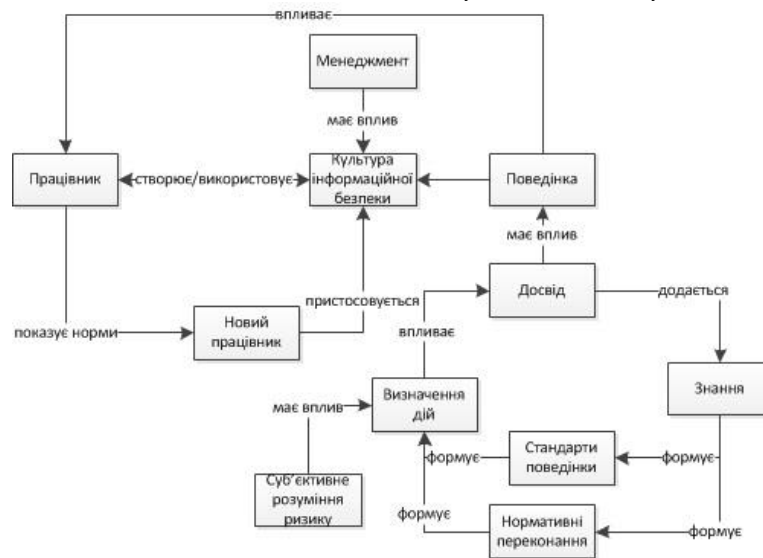 впливає
Менеджмент
має вплив
Працівник
створює/використовує
Культура
інформаційної
безпеки
Поведінка
має вплив
Досвід
додається
показує норми
Новий
працівник
пристосовується
впливає
Знання
Визначення
дій
має вплив
Стандарти
поведінки
формує
формує
Суб’єктивне
розуміння
ризику
формує
Нормативні
переконання
формує